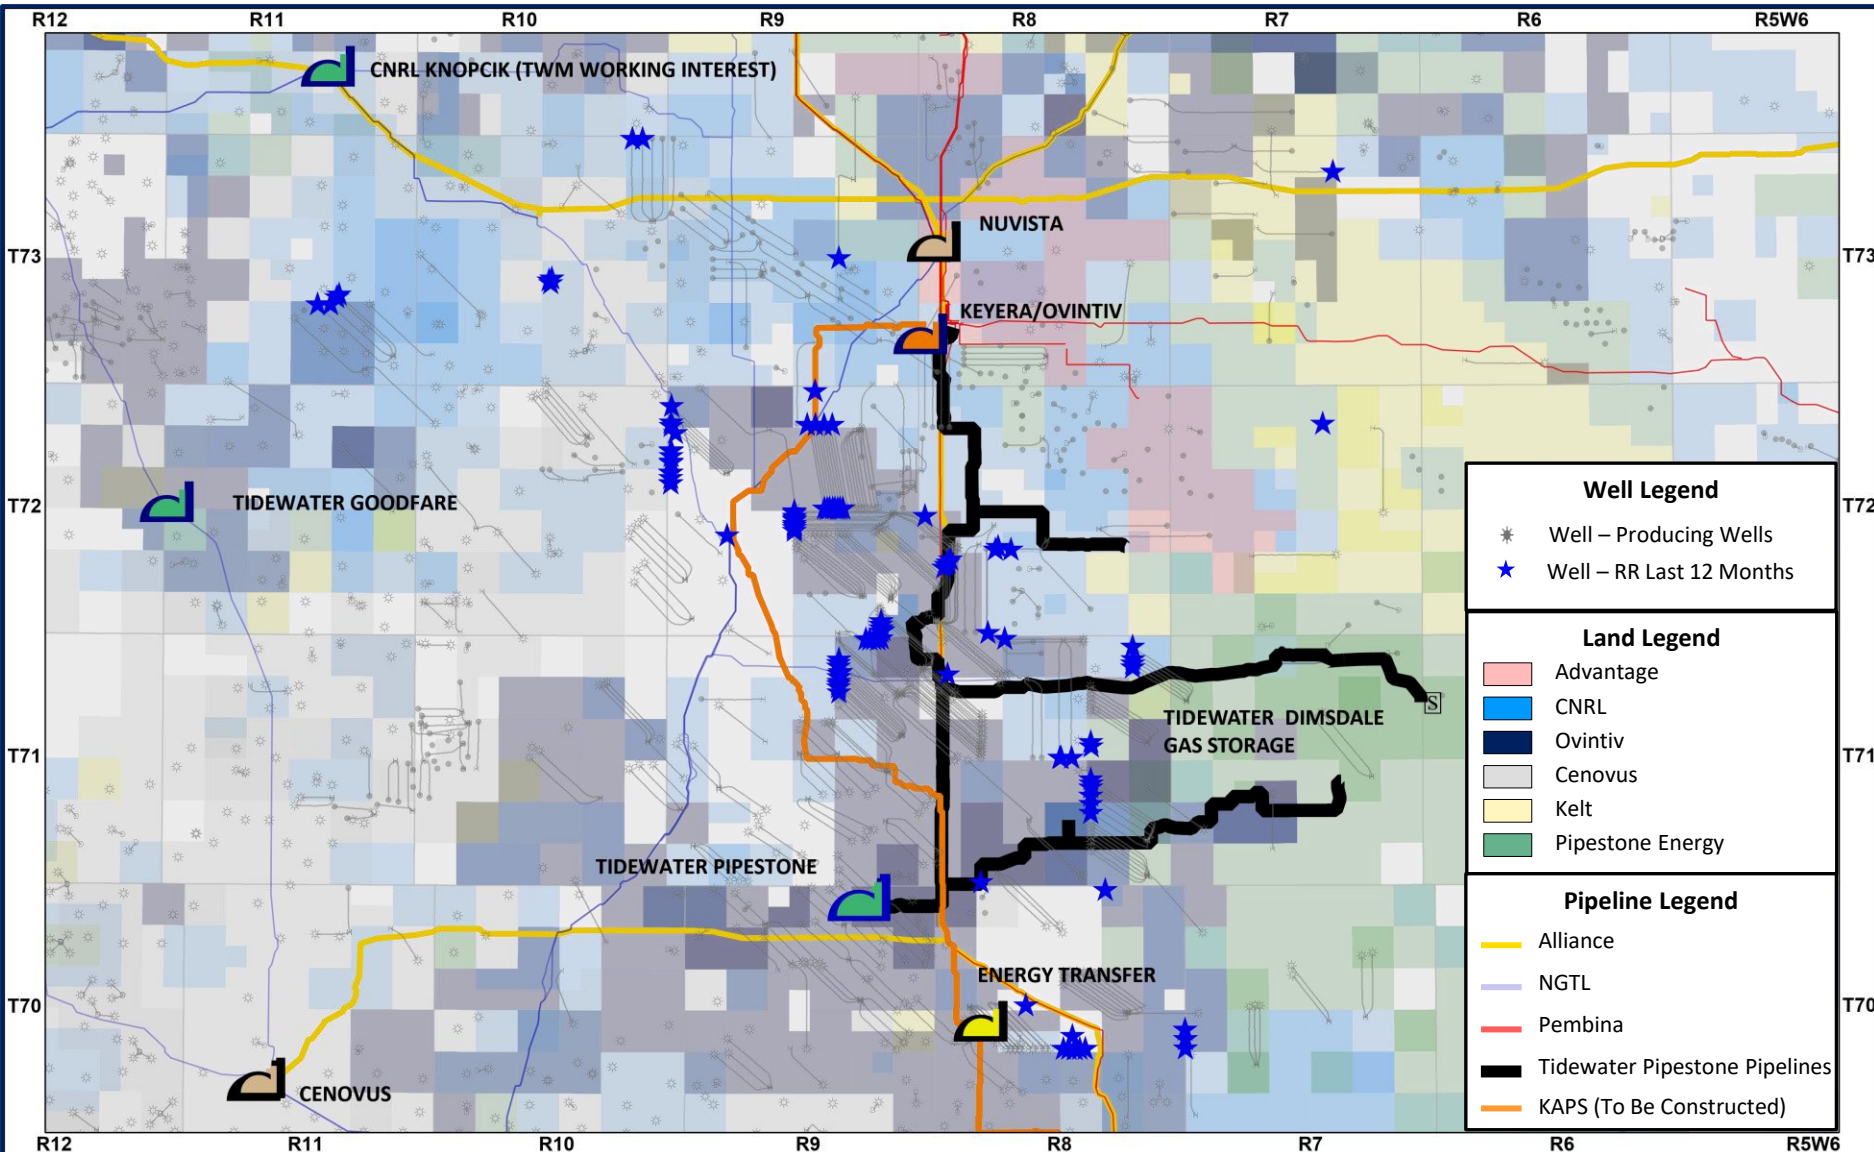 R12 R11 R10 R9 R8 R7 R6 R5W6
CNRL KNOPCIK (TWM WORKING INTEREST)
NUVISTA
T73 T73
KEYERA/OVINTIV
TIDEWATER GOODFARE
T72 T72
Well Legend
Well – Producing Wells
Well – RR Last 12 Months
Land Legend
Advantage
CNRL
Ovintiv
Cenovus
Kelt
Pipestone Energy
S
TIDEWATER DIMSDALE
GAS STORAGE
T71 T71
TIDEWATER PIPESTONE
Pipeline Legend
Alliance
NGTL
Pembina
Tidewater Pipestone Pipelines
KAPS (To Be Constructed)
ENERGY TRANSFER
T70 T70
CENOVUS
R12 R11 R10 R9 R8 R7 R6 R5W6